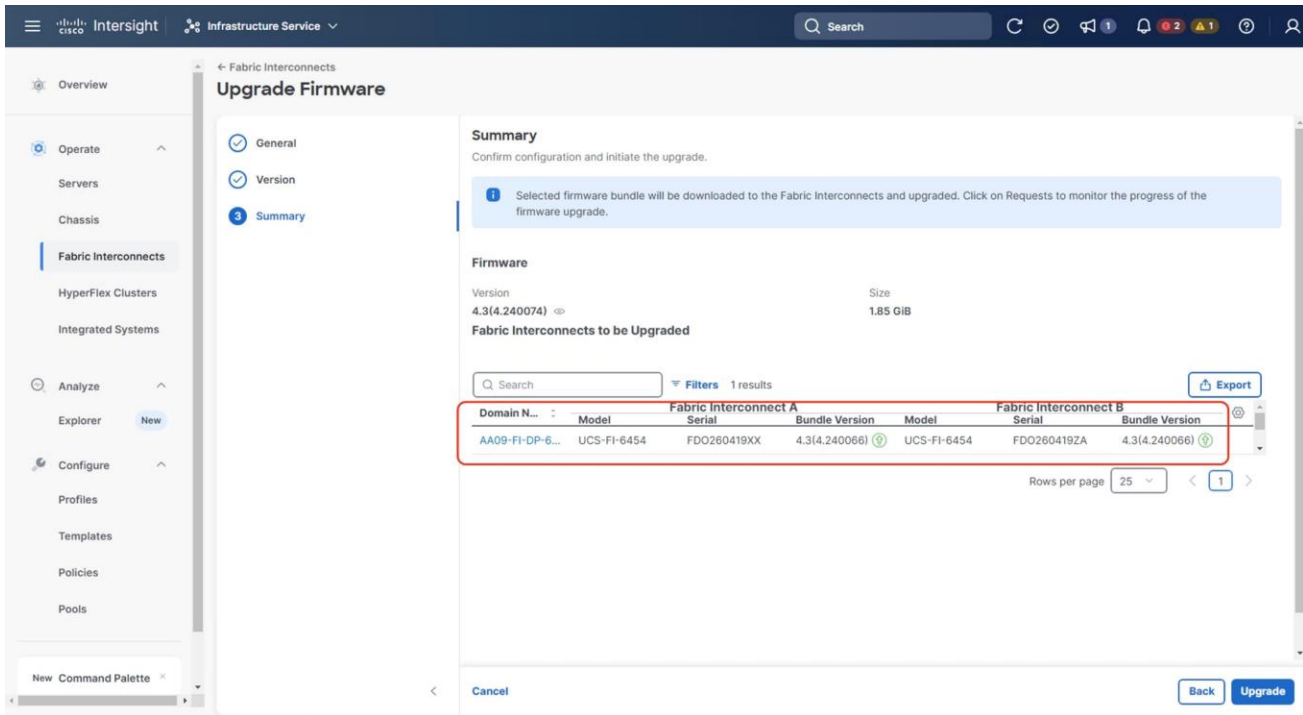 cisco Intersight Infrastructure Service Search 1 2 1
Overview
Operate
Servers
Chassis
Fabric Interconnects
HyperFlex Clusters
Integrated Systems
Analyze
Explorer New
Configure
Profiles
Templates
Policies
Pools
New Command Palette
← Fabric Interconnects
Upgrade Firmware
General
Version
3 Summary
Summary
Confirm configuration and initiate the upgrade.
Selected firmware bundle will be downloaded to the Fabric Interconnects and upgraded. Click on Requests to monitor the progress of the
firmware upgrade.
Firmware
Version Size
4.3(4.240074) 1.85 GiB
Fabric Interconnects to be Upgraded
Search Filters 1 results Export
Fabric Interconnect A Fabric Interconnect B
Domain N... Model Serial Bundle Version Model Serial Bundle Version
AA09-FI-DP-6... UCS-FI-6454 FDO260419XX 4.3(4.240066) UCS-FI-6454 FDO260419ZA 4.3(4.240066)
Rows per page 25 1
Cancel Back Upgrade